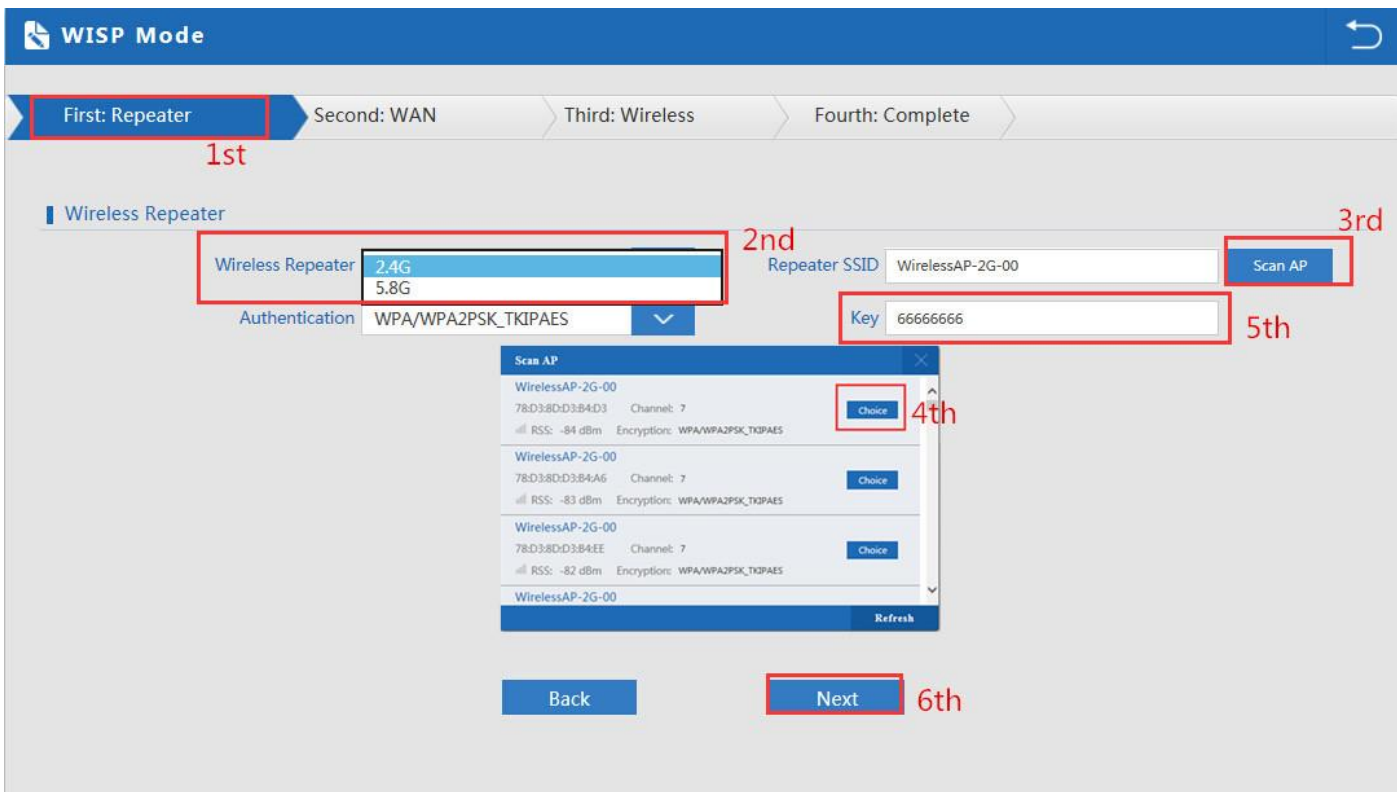 WISP Mode
First: Repeater
Second: WAN
Third: Wireless
Fourth: Complete
1st
Wireless Repeater
2nd
3rd
Wireless Repeater
2.4G
5.8G
Repeater SSID
WirelessAP-2G-00
Scan AP
Authentication
WPA/WPA2PSK_TKIPAES
Key
66666666
5th
Scan AP
WirelessAP-2G-00
78:D3:8D:D3:B4:D3 Channel: 7
Choice
4th
RSS: -84 dBm Encryption: WPA/WPA2PSK_TKIPAES
WirelessAP-2G-00
78:D3:8D:D3:B4:A6 Channel: 7
Choice
RSS: -83 dBm Encryption: WPA/WPA2PSK_TKIPAES
WirelessAP-2G-00
78:D3:8D:D3:B4:EE Channel: 7
Choice
RSS: -82 dBm Encryption: WPA/WPA2PSK_TKIPAES
WirelessAP-2G-00
Refresh
Back
Next
6th